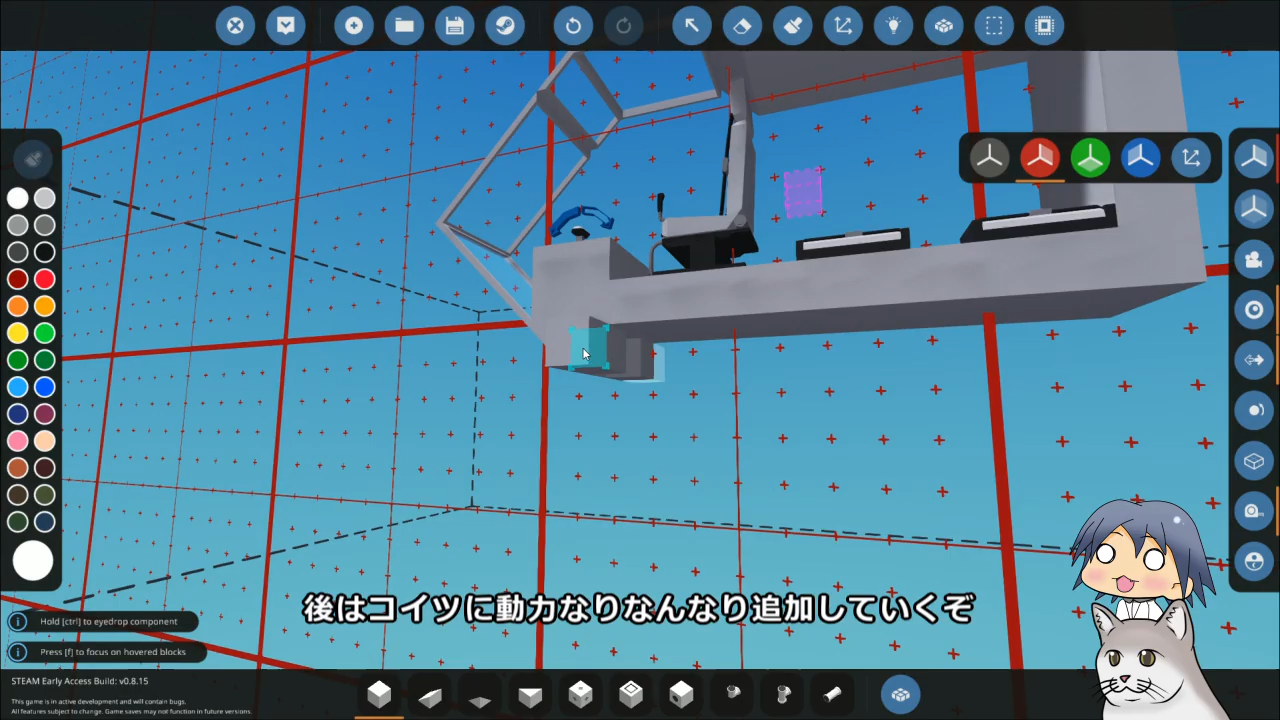 後はコイツに動力なりなんなり追加していくぞ
Hold [ctrl] to eyedrop component
Press [f] to focus on hovered blocks
STEAM Early Access Build: v0.8.15
This game is in active development and will contain bugs.
All features subject to change. Game saves may not function in future versions.